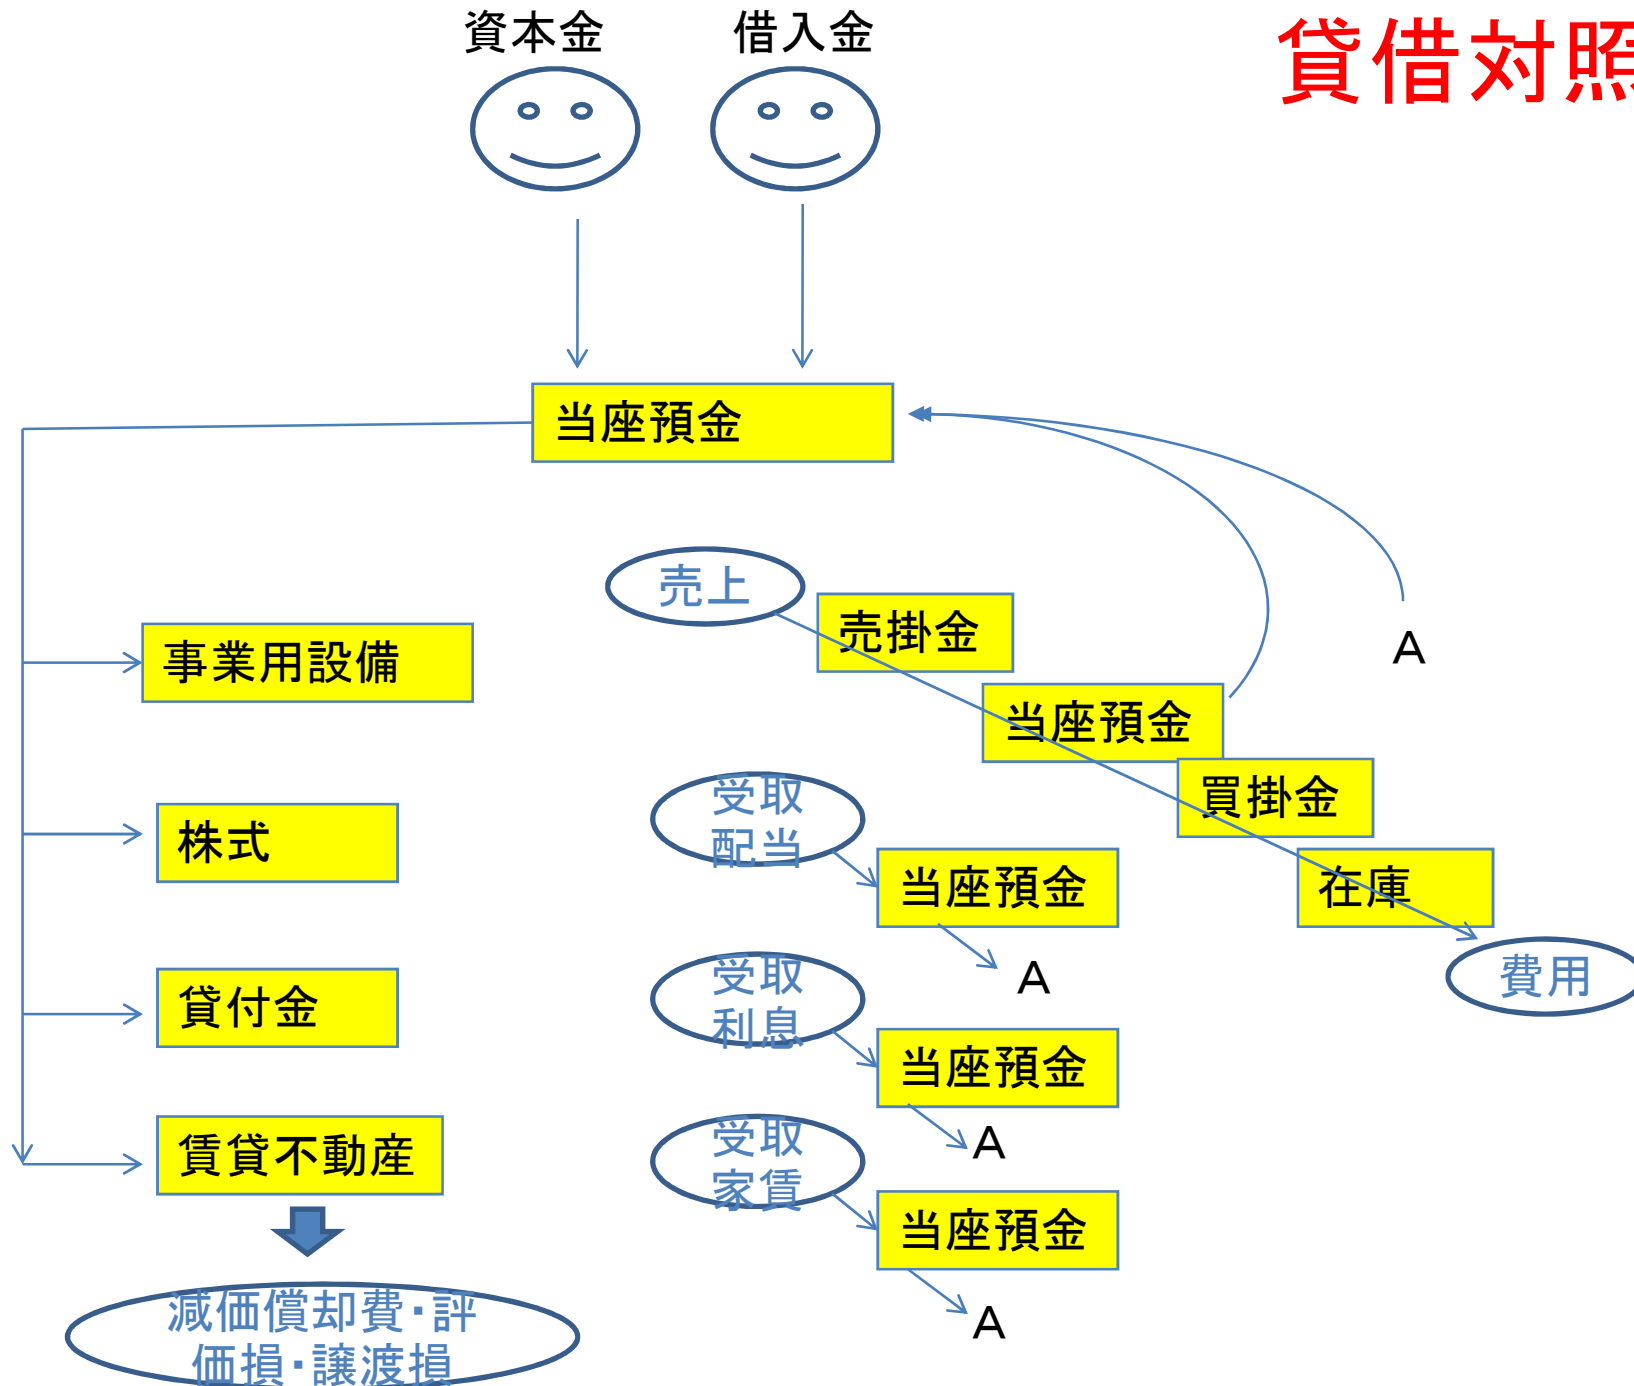 資本金
借入金
貸借対照
当座預金
売上
売掛金
事業用設備
A
当座預金
買掛金
受取
配当
株式
当座預金
在庫
A
費用
受取
利息
貸付金
当座預金
A
受取
家賃
賃貸不動産
当座預金
A
減価償却費・評
価損・譲渡損